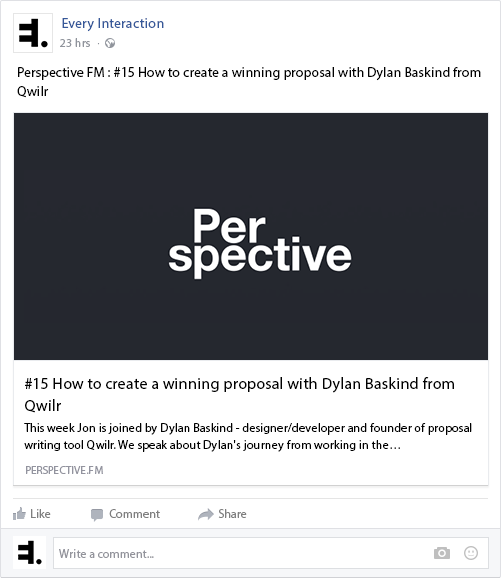 Every Interaction
23 hrs ·
Perspective FM : #15 How to create a winning proposal with Dylan Baskind from
Qwilr
Per
spective
#15 How to create a winning proposal with Dylan Baskind from
Qwilr
This week Jon is joined by Dylan Baskind - designer/developer and founder of proposal
writing tool Qwilr. We speak about Dylan's journey from working in the…
PERSPECTIVE.FM
Like Comment Share
Write a comment...